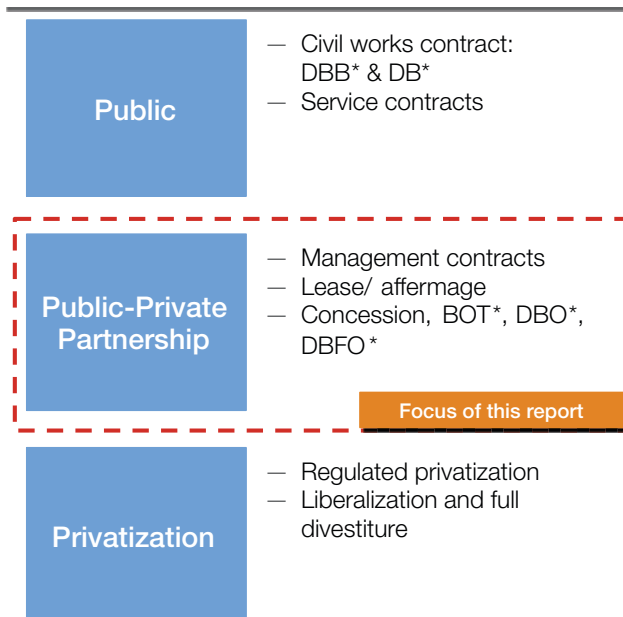 Public
— Civil works contract:
DBB* & DB*
— Service contracts
Public-Private
Partnership
— Management contracts
— Lease/ affermage
— Concession, BOT*, DBO*,
DBFO*
Focus of this report
Privatization
— Regulated privatization
— Liberalization and full
divestiture